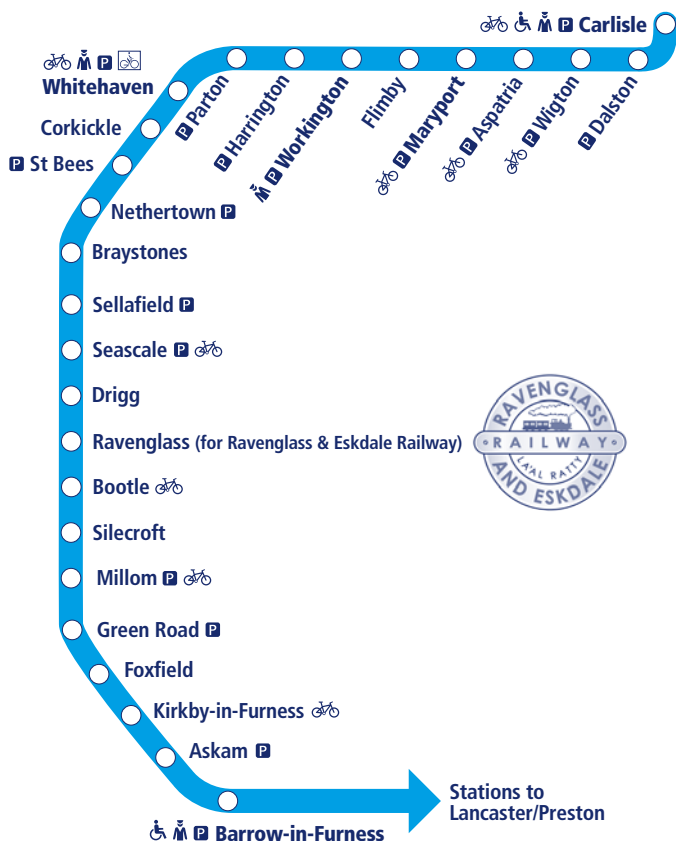 P Carlisle
P
Whitehaven
P Parton
P Harrington
P Workington
Flimby
P Maryport
P Aspatria
P Wigton
P Dalston
Corkickle
P St Bees
Nethertown P
Braystones
Sellafield P
Seascale P
Drigg
Ravenglass (for Ravenglass & Eskdale Railway)
RAVENGLASS
RAILWAY
LA'AL RATTY
AND ESKDALE
Bootle
Silecroft
Millom P
Green Road P
Foxfield
Kirkby-in-Furness
Askam P
Stations to
Lancaster/Preston
P Barrow-in-Furness